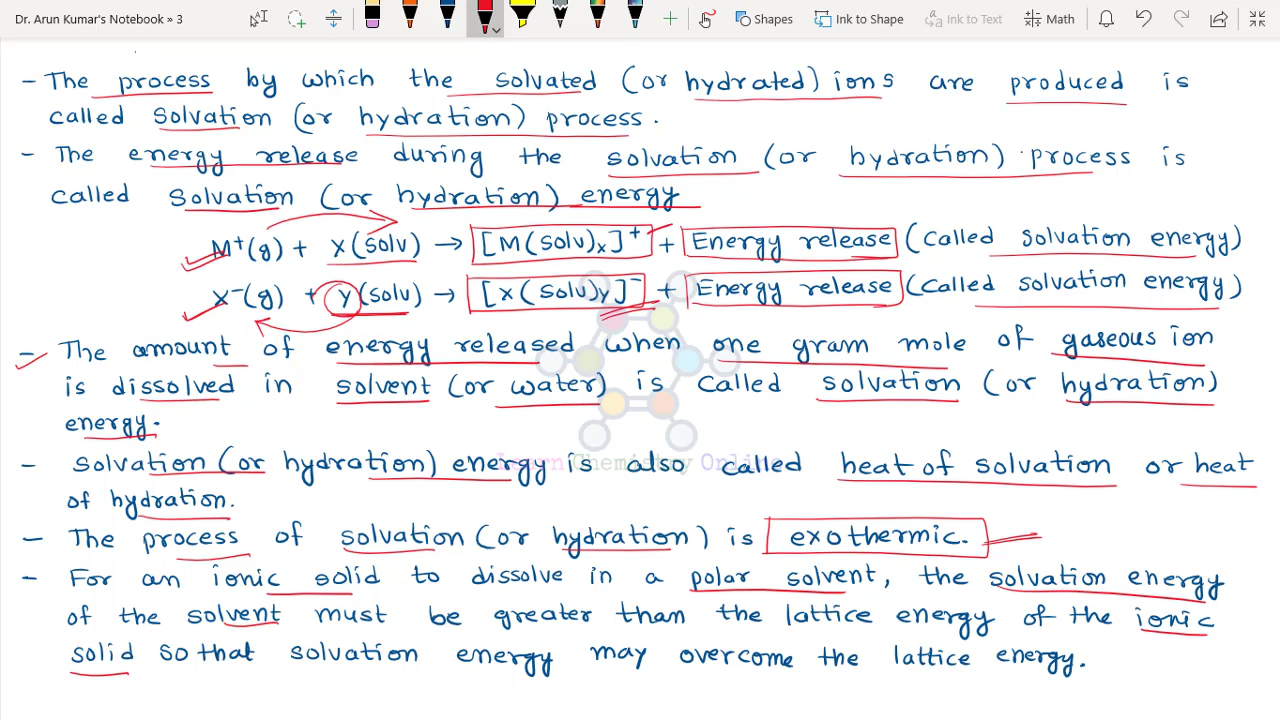 Dr. Arun Kumar's Notebook » 3
Shapes
Ink to Shape
Ink to Text
Math
- The process by which the solvated (or hydrated) ions are produced is
called solvation (or hydration) process.
- The energy release during the solvation (or hydration) process is
called solvation (or hydration) energy
M⁺(g) + X(solv) → [M(solv)ₓ]⁺ + Energy release (called solvation energy)
X⁻(g) + y(solv) → [X(solv)y]⁻ + Energy release (called solvation energy)
- The amount of energy released when one gram mole of gaseous ion
is dissolved in solvent (or water) is called solvation (or hydration)
energy.
- Solvation (or hydration) energy is also called heat of solvation or heat
of hydration.
Learn Chemistry Online
- The process of solvation (or hydration) is exothermic.
- For an ionic solid to dissolve in a polar solvent, the solvation energy
of the solvent must be greater than the lattice energy of the ionic
solid so that solvation energy may overcome the lattice energy.